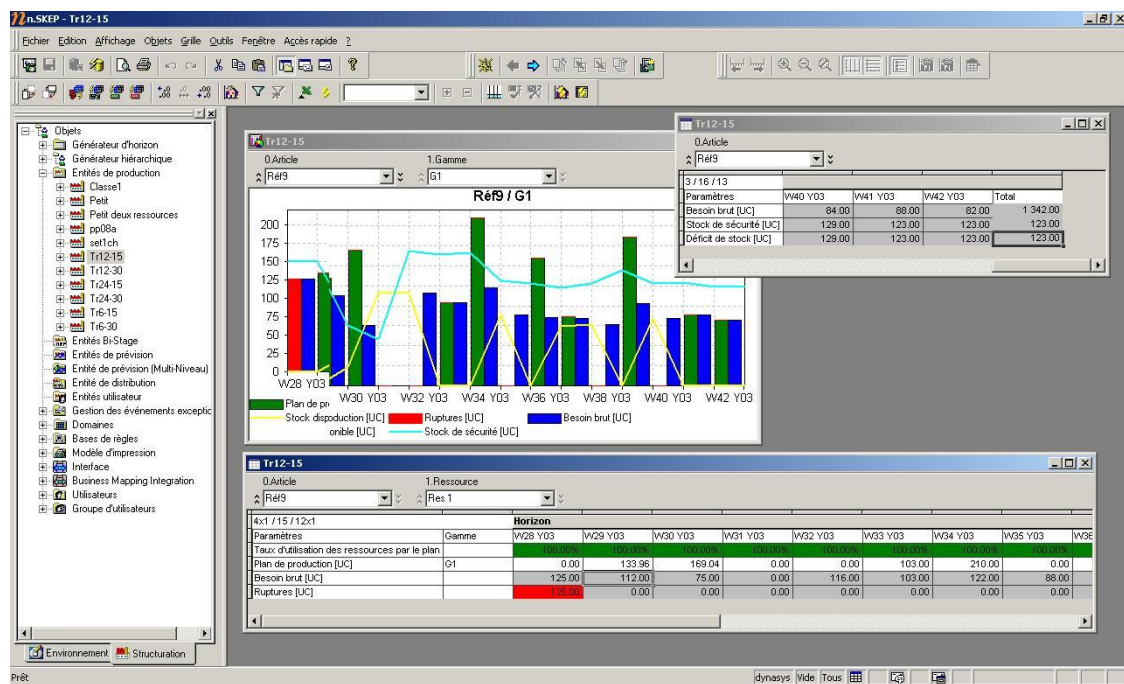 n.SKEP - Tr12-15
Fichier Edition Affichage Objets Grille Outils Fenêtre Accès rapide ?
Objets
Générateur d'horizon
Générateur hiérarchique
Entités de production
Classe1
Petit
Petit deux ressources
pp08a
set1ch
Tr12-15
Tr12-30
Tr24-15
Tr24-30
Tr6-15
Tr6-30
Entités Bi-Stage
Entités de prévision
Entité de prévision (Multi-Niveau)
Entité de distribution
Entités utilisateur
Gestion des événements exceptic
Domaines
Bases de règles
Modèle d'impression
Interface
Business Mapping Integration
Utilisateurs
Groupe d'utilisateurs
Environnement Structuration
Tr12-15
0.Article 1.Gamme
Réf9 G1
Réf9 / G1
200
175
150
125
100
75
50
25
0
W28 Y03 W30 Y03 W32 Y03 W34 Y03 W36 Y03 W38 Y03 W40 Y03 W42 Y03
Plan de pr
Stock dispoduction [UC] Ruptures [UC] Besoin brut [UC]
onible [UC] Stock de sécurité [UC]
Tr12-15
0.Article
Réf9
3 / 16 / 13
Paramètres W40 Y03 W41 Y03 W42 Y03 Total
Besoin brut [UC] 84.00 88.00 82.00 1 342.00
Stock de sécurité [UC] 129.00 123.00 123.00 123.00
Déficit de stock [UC] 129.00 123.00 123.00 123.00
Tr12-15
0.Article 1.Ressource
Réf9 Res 1
4x1 / 15 / 12x1 Horizon
Paramètres Gamme W28 Y03 W29 Y03 W30 Y03 W31 Y03 W32 Y03 W33 Y03 W34 Y03 W35 Y03 W36
Taux d'utilisation des ressources par le plan 100.00% 100.00% 100.00% 100.00% 100.00% 100.00% 100.00% 100.00%
Plan de production [UC] G1 0.00 133.96 169.04 0.00 0.00 103.00 210.00 0.00
Besoin brut [UC] 125.00 112.00 75.00 0.00 116.00 103.00 122.00 88.00
Ruptures [UC] 125.00 0.00 0.00 0.00 0.00 0.00 0.00 0.00
Prêt
dynasys Vide Tous